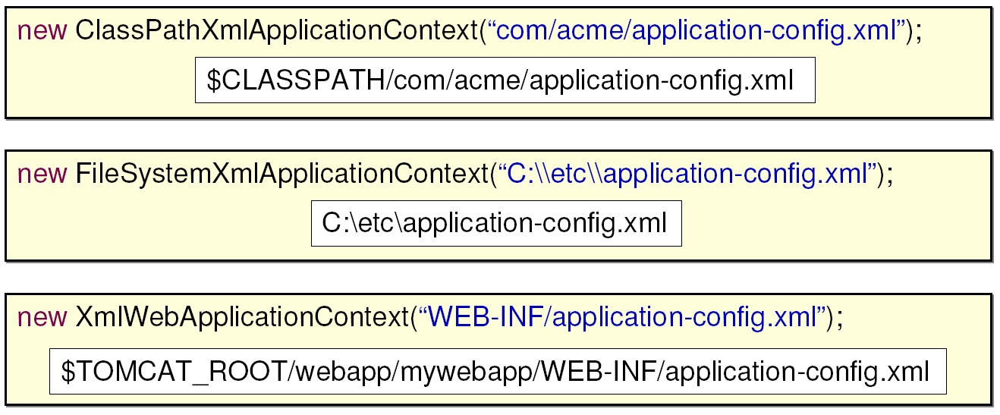 new ClassPathXmlApplicationContext(“com/acme/application-config.xml”);
$CLASSPATH/com/acme/application-config.xml
new FileSystemXmlApplicationContext(“C:\\etc\\application-config.xml”);
C:\etc\application-config.xml
new XmlWebApplicationContext(“WEB-INF/application-config.xml”);
$TOMCAT_ROOT/webapp/mywebapp/WEB-INF/application-config.xml